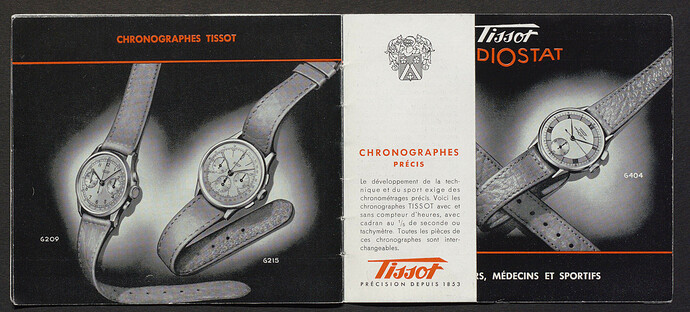 CHRONOGRAPHES TISSOT
6209
6215
CHRONOGRAPHES
PRÉCIS
Le développement de la tech-
nique et du sport exige des
chronométrages précis. Voici les
chronographes TISSOT avec et
sans compteur d'heures, avec
cadran au 1/5 de seconde ou
tachymètre. Toutes les pièces de
ces chronographes sont inter-
changeables.
Tissot
PRÉCISION DEPUIS 1853
Tissot
DIOSTAT
6404
RS, MÉDECINS ET SPORTIFS